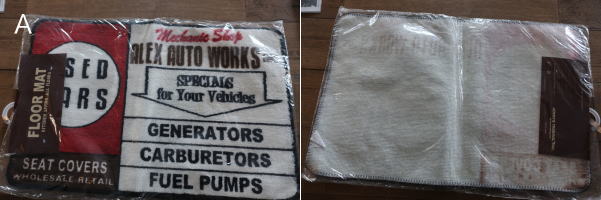 A
Mechanic Shop
ALEX AUTO WORKS
SPECIALS
for Your Vehicles
GENERATORS
CARBURETORS
FUEL PUMPS
SED
ARS
FLOOR MAT
SEAT COVERS
WHOLESALE RETAIL